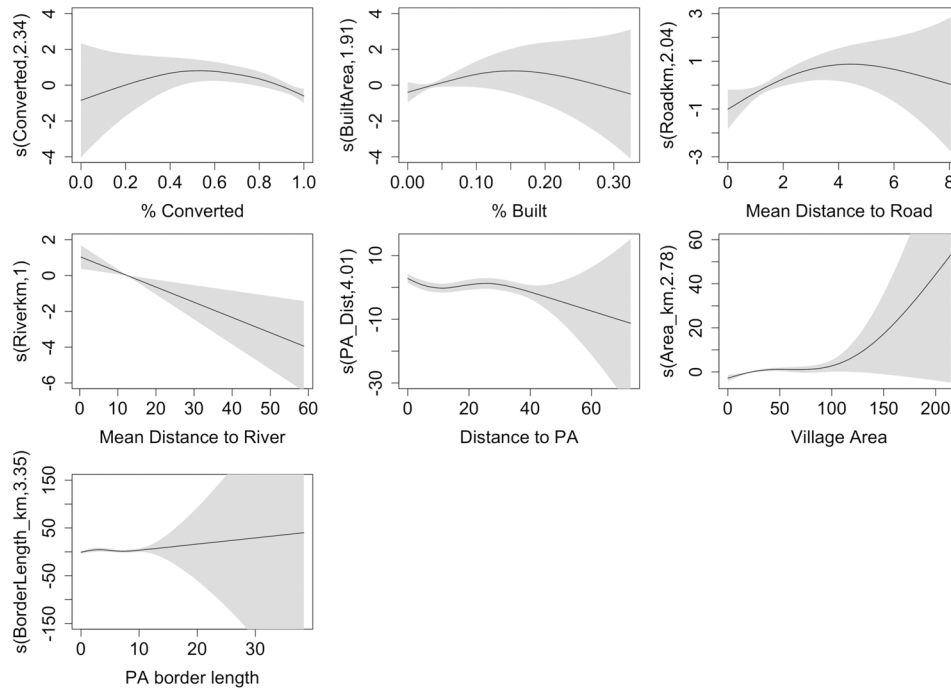 s(Converted,2.34)
4
2
0
-2
-4
0.0 0.2 0.4 0.6 0.8 1.0
% Converted
s(BuiltArea,1.91)
4
2
0
-2
-4
0.00 0.10 0.20 0.30
% Built
s(Roadkm,2.04)
3
1
-1
-3
0 2 4 6 8
Mean Distance to Road
s(Riverkm,1)
2
0
-2
-4
-6
0 10 20 30 40 50 60
Mean Distance to River
s(PA_Dist,4.01)
10
-10
-30
0 20 40 60
Distance to PA
s(Area_km,2.78)
60
40
20
0
0 50 100 150 200
Village Area
s(BorderLength_km,3.35)
150
50
-50
-150
0 10 20 30
PA border length